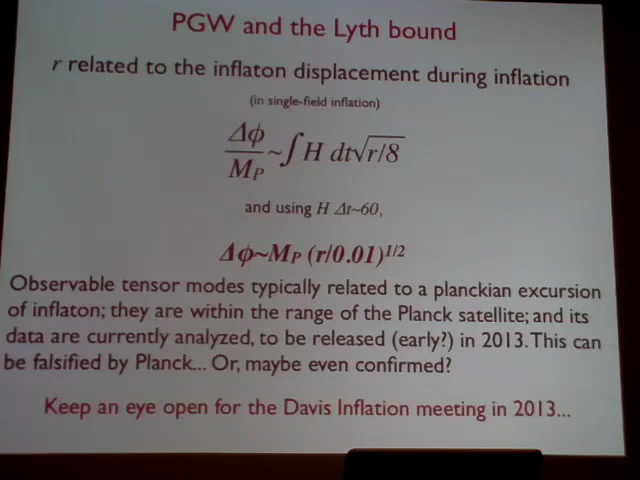 PGW and the Lyth bound
r related to the inflaton displacement during inflation
(in single-field inflation)
Δϕ/M_P ~ ∫ H dt√r/8
and using H Δt~60,
Δϕ~M_P (r/0.01)^1/2
Observable tensor modes typically related to a planckian excursion
of inflaton; they are within the range of the Planck satellite; and its
data are currently analyzed, to be released (early?) in 2013. This can
be falsified by Planck... Or, maybe even confirmed?
Keep an eye open for the Davis Inflation meeting in 2013...